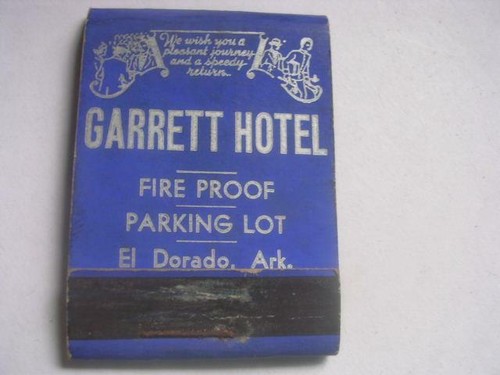 We wish you a
pleasant journey
and a speedy
return...
GARRETT HOTEL
FIRE PROOF
PARKING LOT
El Dorado, Ark.